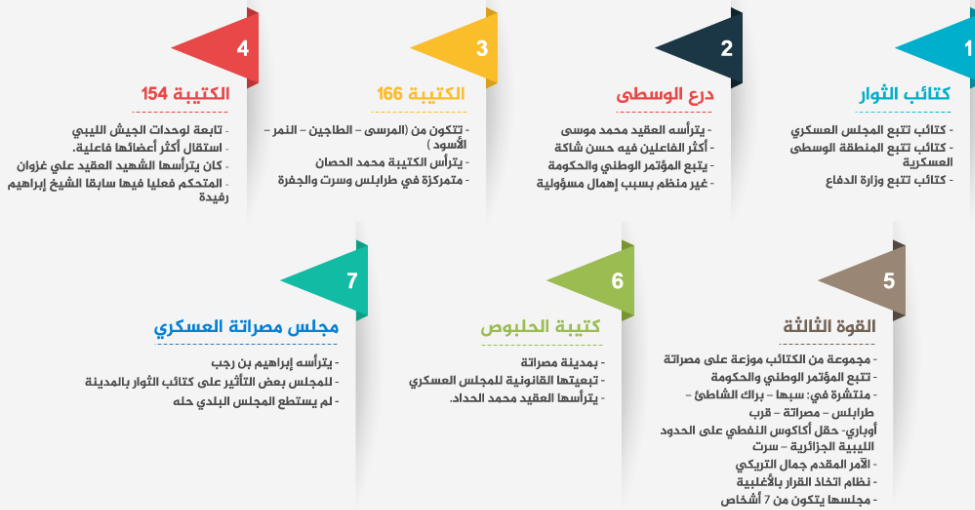 1
كتائب الثوار
- كتائب تتبع المجلس العسكري
- كتائب تتبع المنطقة الوسطى
العسكرية
- كتائب تتبع وزارة الدفاع
2
درع الوسطى
- يترأسه العقيد محمد موسى
- أكثر الفاعلين فيه حسن شاكة
- يتبع المؤتمر الوطني والحكومة
- غير منظم بسبب إهمال مسؤولية
3
الكتيبة 166
- تتكون من (المرسى – الطاجين – النمر –
الأسود )
- يترأس الكتيبة محمد الحصان
- متمركزة في طرابلس وسرت والجفرة
4
الكتيبة 154
- تابعة لوحدات الجيش الليبي
- استقال أكثر أعضائها فاعلية.
- كان يترأسها الشهيد العقيد علي غزوان
- المتحكم فعليا فيها سابقا الشيخ إبراهيم
رفيدة
5
القوة الثالثة
- مجموعة من الكتائب موزعة على مصراتة
- تتبع المؤتمر الوطني والحكومة
- منتشرة في: سبها – براك الشاطئ –
طرابلس – مصراتة – قرب
أوباري- حقل أكاكوس النفطي على الحدود
الليبية الجزائرية – سرت
- الآمر المقدم جمال التريكي
- نظام اتخاذ القرار بالأغلبية
- مجلسها يتكون من 7 أشخاص
6
كتيبة الحلبوص
- بمدينة مصراتة
- تبعيتها القانونية للمجلس العسكري
- يترأسها العقيد محمد الحداد.
7
مجلس مصراتة العسكري
- يترأسه إبراهيم بن رجب
- للمجلس بعض التأثير على كتائب الثوار بالمدينة
- لم يستطع المجلس البلدي حله